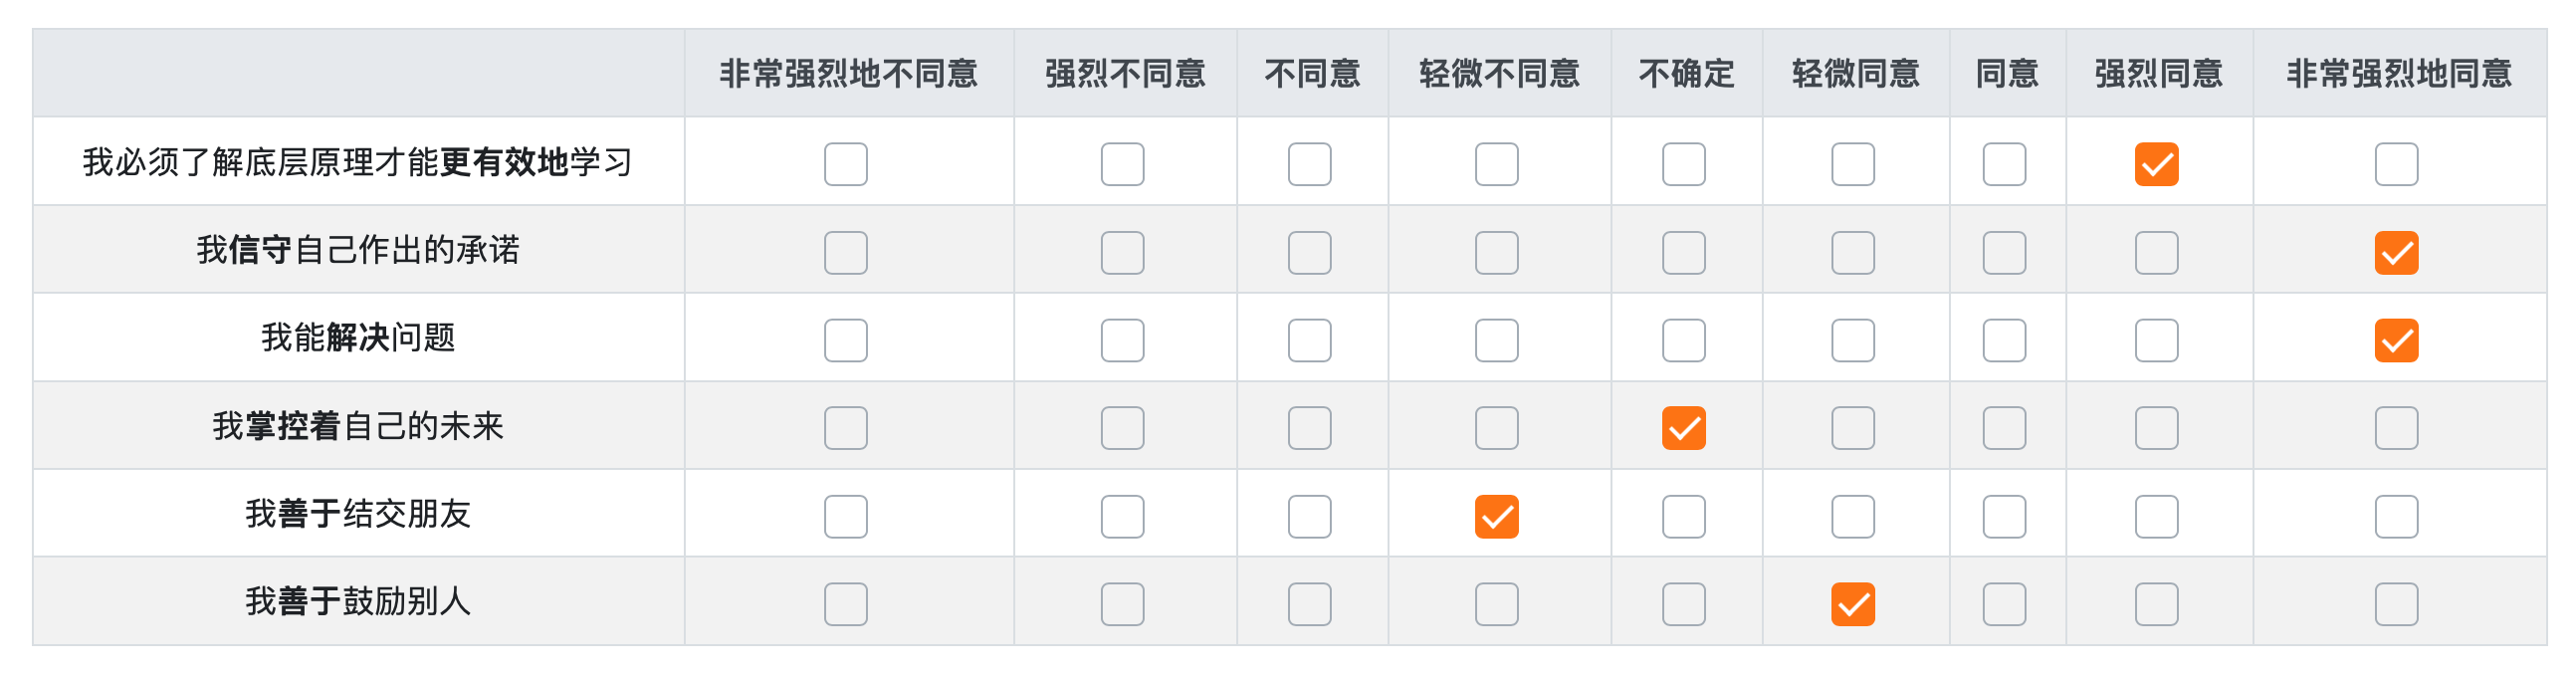 非常强烈地不同意 强烈不同意 不同意 轻微不同意 不确定 轻微同意 同意 强烈同意 非常强烈地同意
我必须了解底层原理才能更有效地学习
我信守自己作出的承诺
我能解决问题
我掌控着自己的未来
我善于结交朋友
我善于鼓励别人